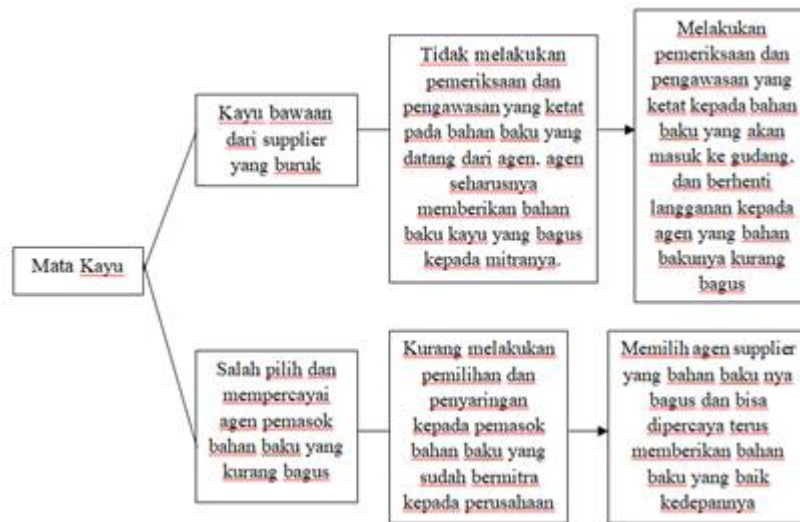 Mata Kayu
Kayu bawaan
dari supplier
yang buruk
Tidak melakukan
pemeriksaan dan
pengawasan yang ketat
pada bahan baku yang
datang dari agen. agen
seharusnya
memberikan bahan
baku kayu yang bagus
kepada mitranya.
Melakukan
pemeriksaan dan
pengawasan yang
ketat kepada bahan
baku yang akan
masuk ke gudang.
dan berhenti
langganan kepada
agen yang bahan
bakunya kurang
bagus
Salah pilih dan
mempercayai
agen pemasok
bahan baku yang
kurang bagus
Kurang melakukan
pemilihan dan
penyaringan
kepada pemasok
bahan baku yang
sudah bermitra
kepada perusahaan
Memilih agen supplier
yang bahan baku nya
bagus dan bisa
dipercaya terus
memberikan bahan
baku yang baik
kedepannya